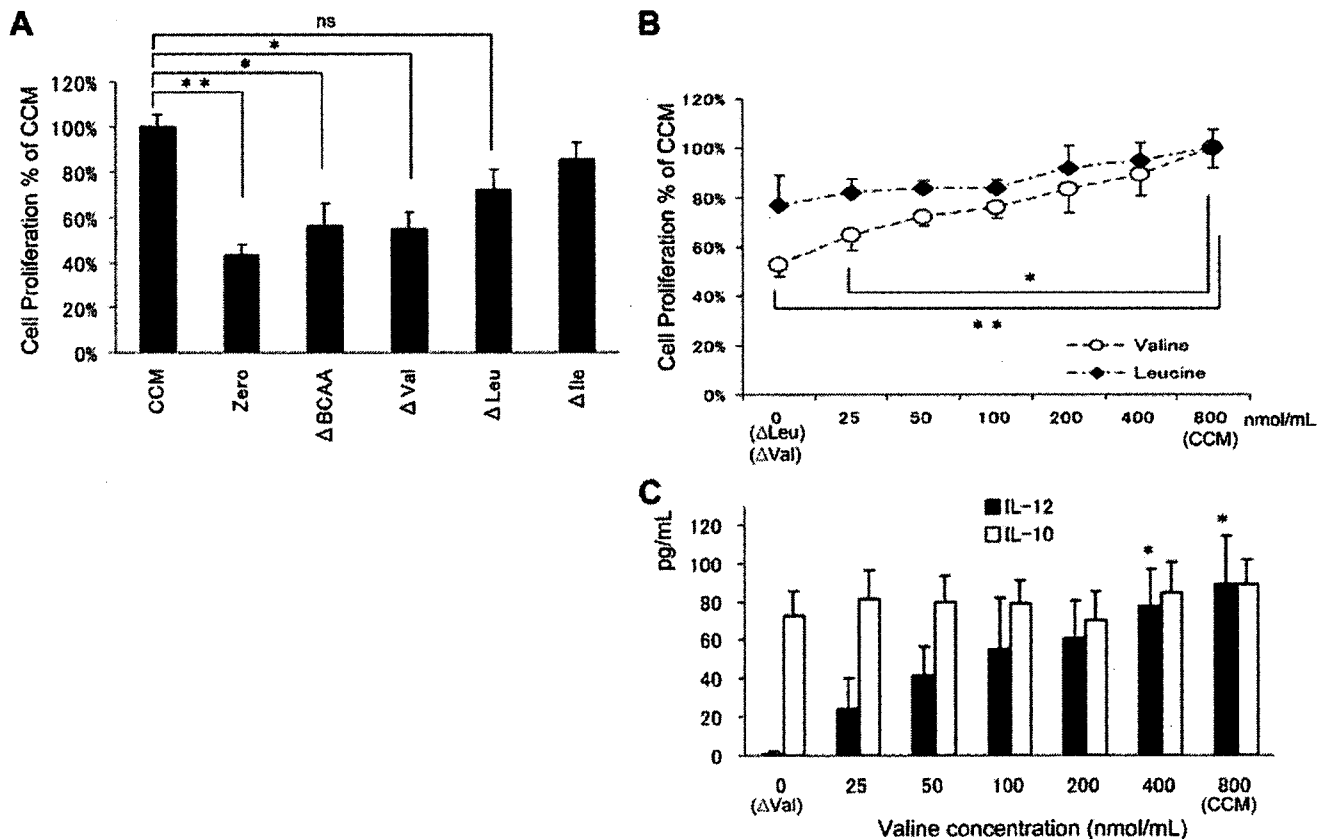 A
ns
*
*
* *
120%
100%
80%
60%
40%
20%
0%
Cell Proliferation % of CCM
CCM
Zero
ΔBCAA
ΔVal
ΔLeu
ΔIle
B
120%
100%
80%
60%
40%
20%
0%
Cell Proliferation % of CCM
*
* *
Valine
Leucine
0 25 50 100 200 400 800 nmol/mL
(ΔLeu) (CCM)
(ΔVal)
C
IL-12
IL-10
pg/mL
120
100
80
60
40
20
0
* *
0 25 50 100 200 400 800
(ΔVal) (CCM)
Valine concentration (nmol/mL)